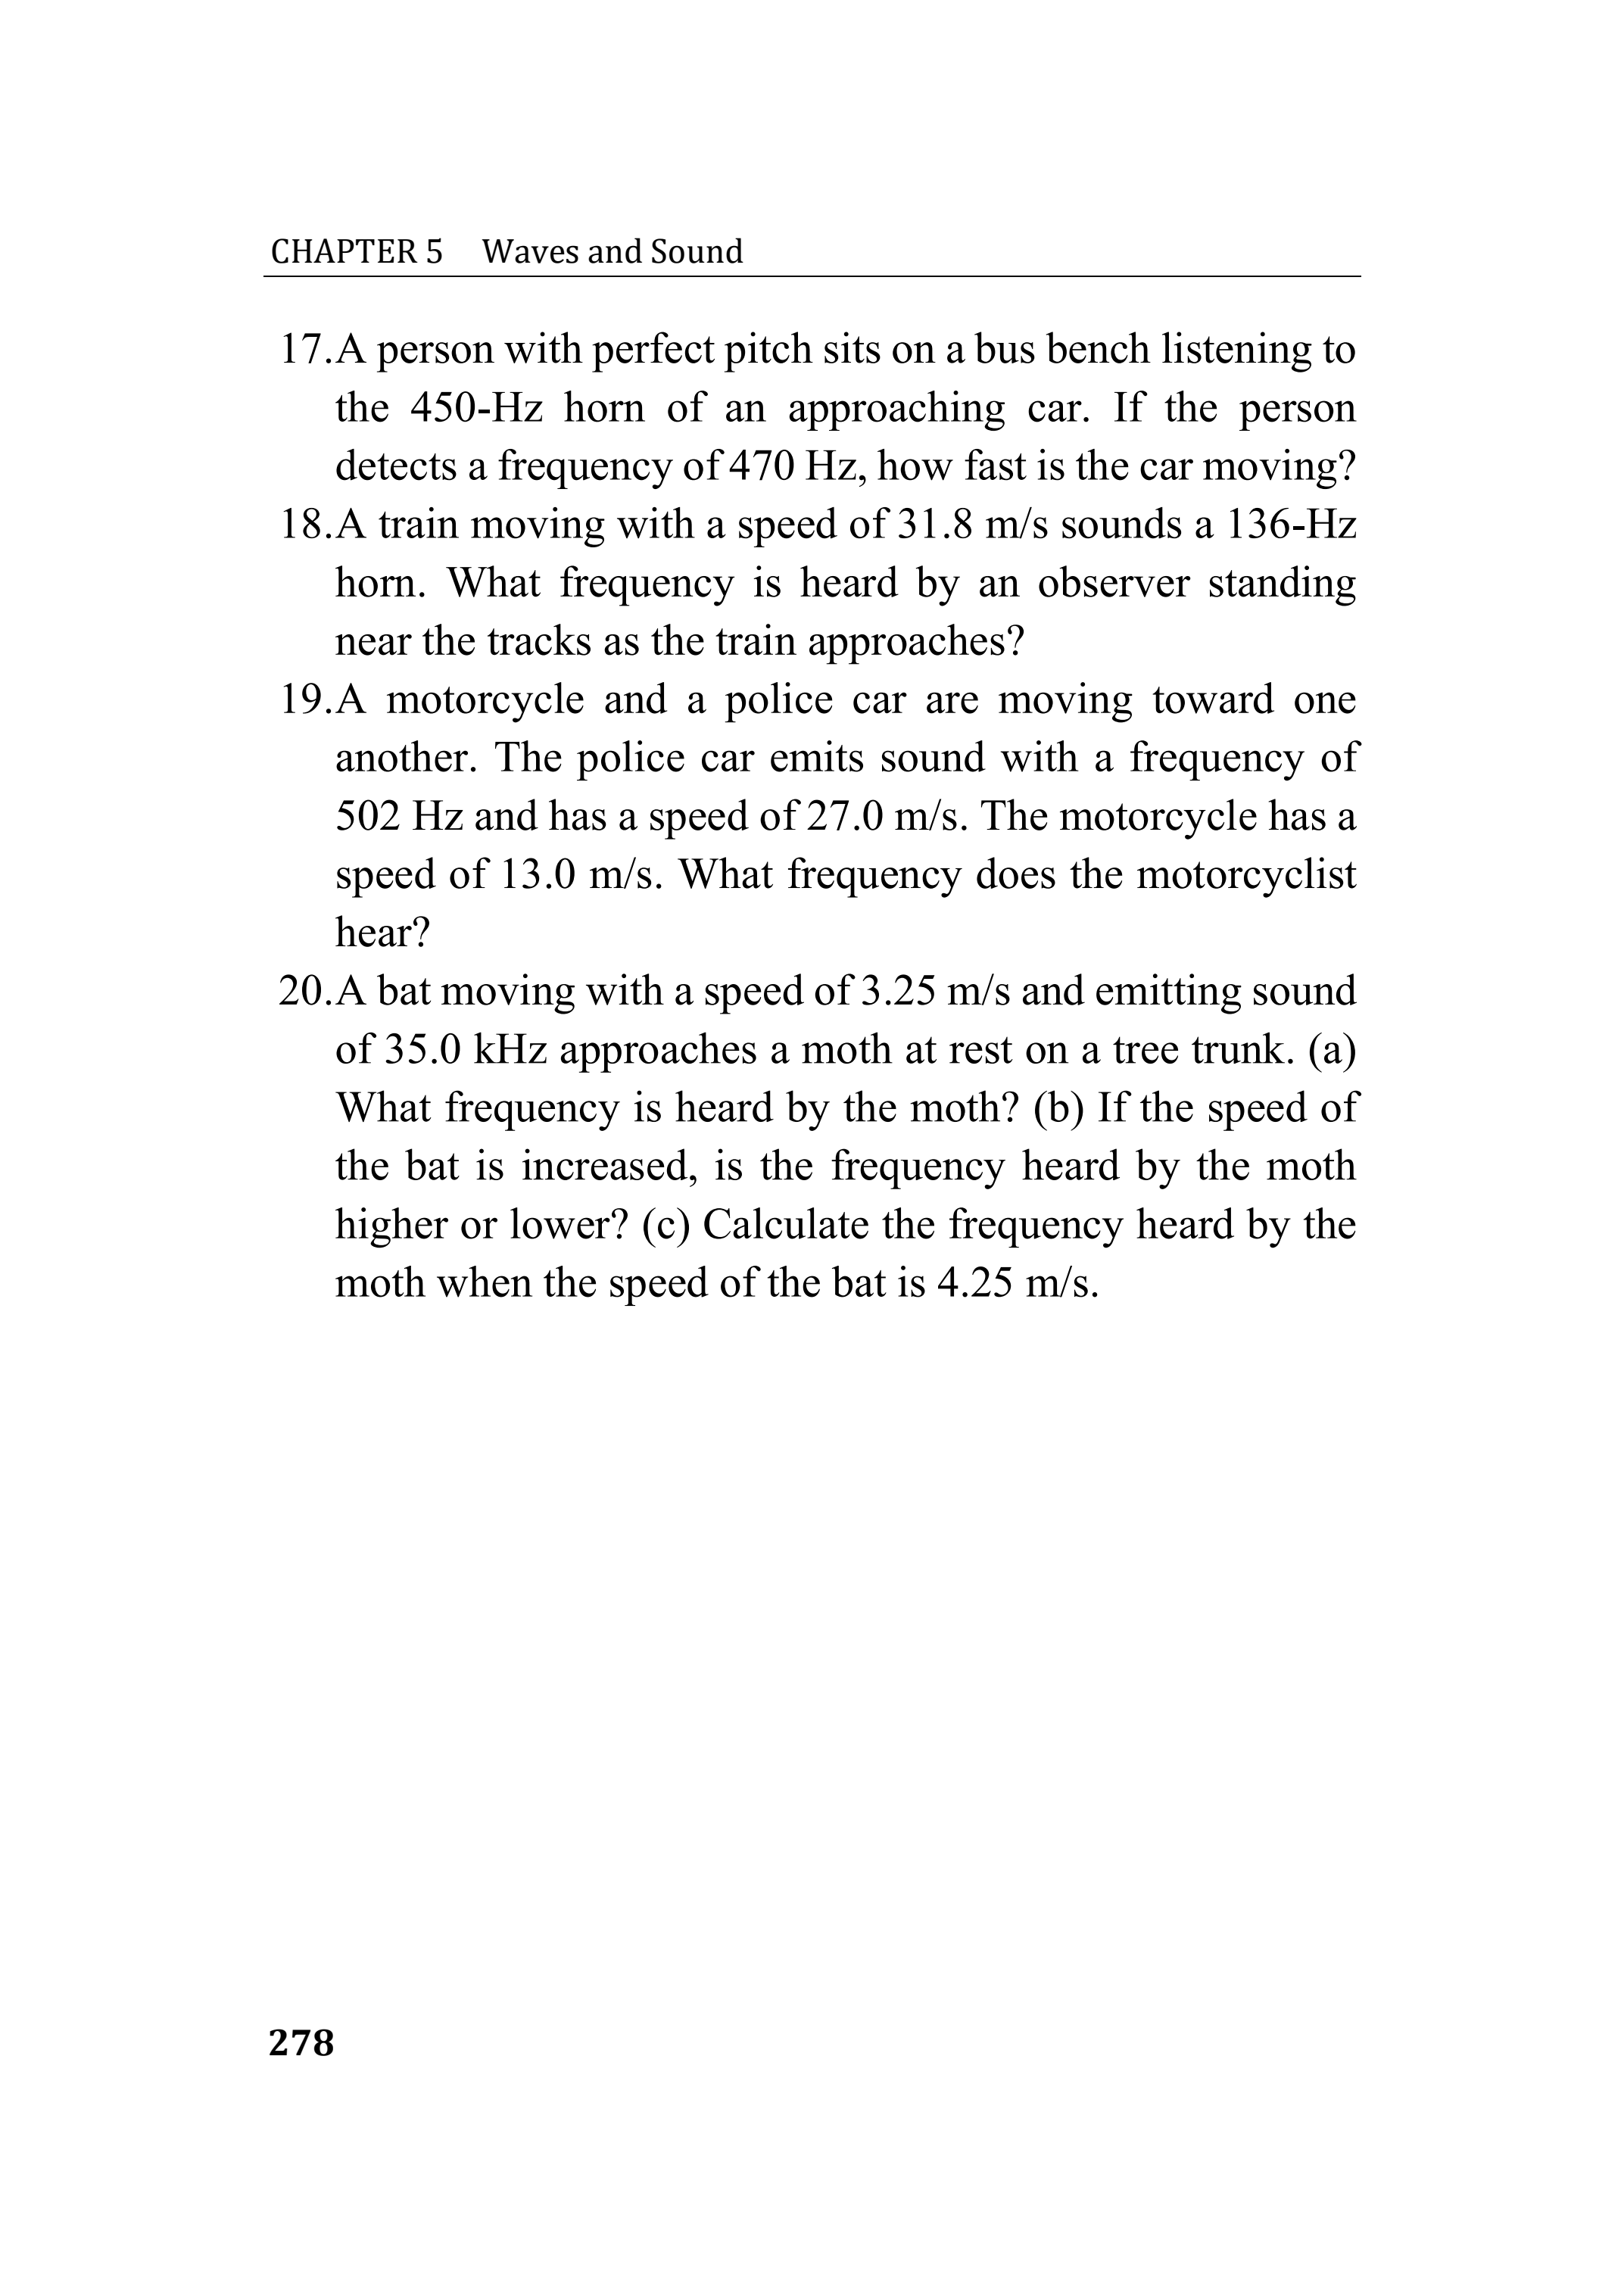 CHAPTER 5 Waves and Sound
17. A person with perfect pitch sits on a bus bench listening to
the 450-Hz horn of an approaching car. If the person
detects a frequency of 470 Hz, how fast is the car moving?
18. A train moving with a speed of 31.8 m/s sounds a 136-Hz
horn. What frequency is heard by an observer standing
near the tracks as the train approaches?
19. A motorcycle and a police car are moving toward one
another. The police car emits sound with a frequency of
502 Hz and has a speed of 27.0 m/s. The motorcycle has a
speed of 13.0 m/s. What frequency does the motorcyclist
hear?
20. A bat moving with a speed of 3.25 m/s and emitting sound
of 35.0 kHz approaches a moth at rest on a tree trunk. (a)
What frequency is heard by the moth? (b) If the speed of
the bat is increased, is the frequency heard by the moth
higher or lower? (c) Calculate the frequency heard by the
moth when the speed of the bat is 4.25 m/s.
278